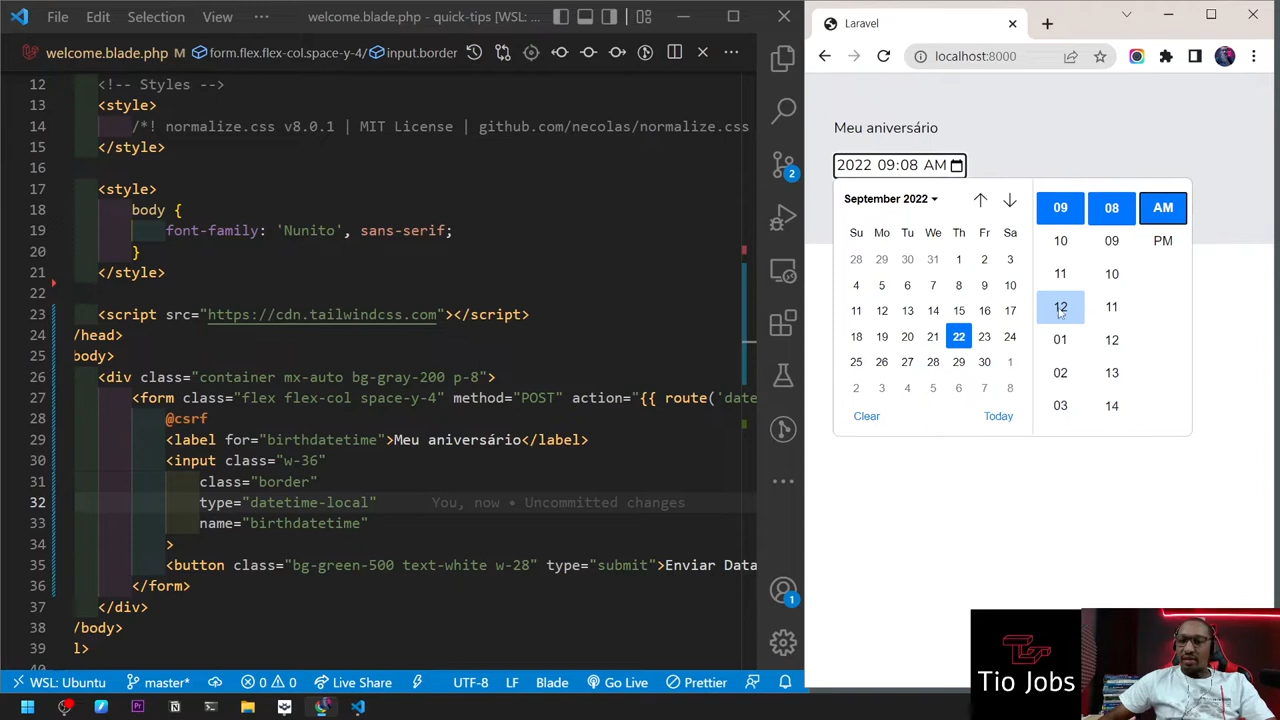 File Edit Selection View ··· welcome.blade.php - quick-tips [WSL: ...
welcome.blade.php M form.flex.flex-col.space-y-4/ input.border
12 <!-- Styles -->
13 <style>
14 /*! normalize.css v8.0.1 | MIT License | github.com/necolas/normalize.css
15 </style>
16
17 <style>
18 body {
19 font-family: 'Nunito', sans-serif;
20 }
21 </style>
22
23 <script src="https://cdn.tailwindcss.com"></script>
24 /head>
25 body>
26 <div class="container mx-auto bg-gray-200 p-8">
27 <form class="flex flex-col space-y-4" method="POST" action="{{ route('date
28 @csrf
29 <label for="birthdatetime">Meu aniversário</label>
30 <input class="w-36"
31 class="border"
32 type="datetime-local" You, now • Uncommitted changes
33 name="birthdatetime"
34 >
35 <button class="bg-green-500 text-white w-28" type="submit">Enviar Data
36 </form>
37 </div>
38 /body>
39 l>
40
2
1
WSL: Ubuntu master* 0 0 Live Share UTF-8 LF Blade Go Live Prettier
Laravel
localhost:8000
Meu aniversário
2022 09:08 AM
September 2022
Su Mo Tu We Th Fr Sa
28 29 30 31 1 2 3
4 5 6 7 8 9 10
11 12 13 14 15 16 17
18 19 20 21 22 23 24
25 26 27 28 29 30 1
2 3 4 5 6 7 8
Clear Today
09 08 AM
10 09 PM
11 10
12 11
01 12
02 13
03 14
Tio Jobs